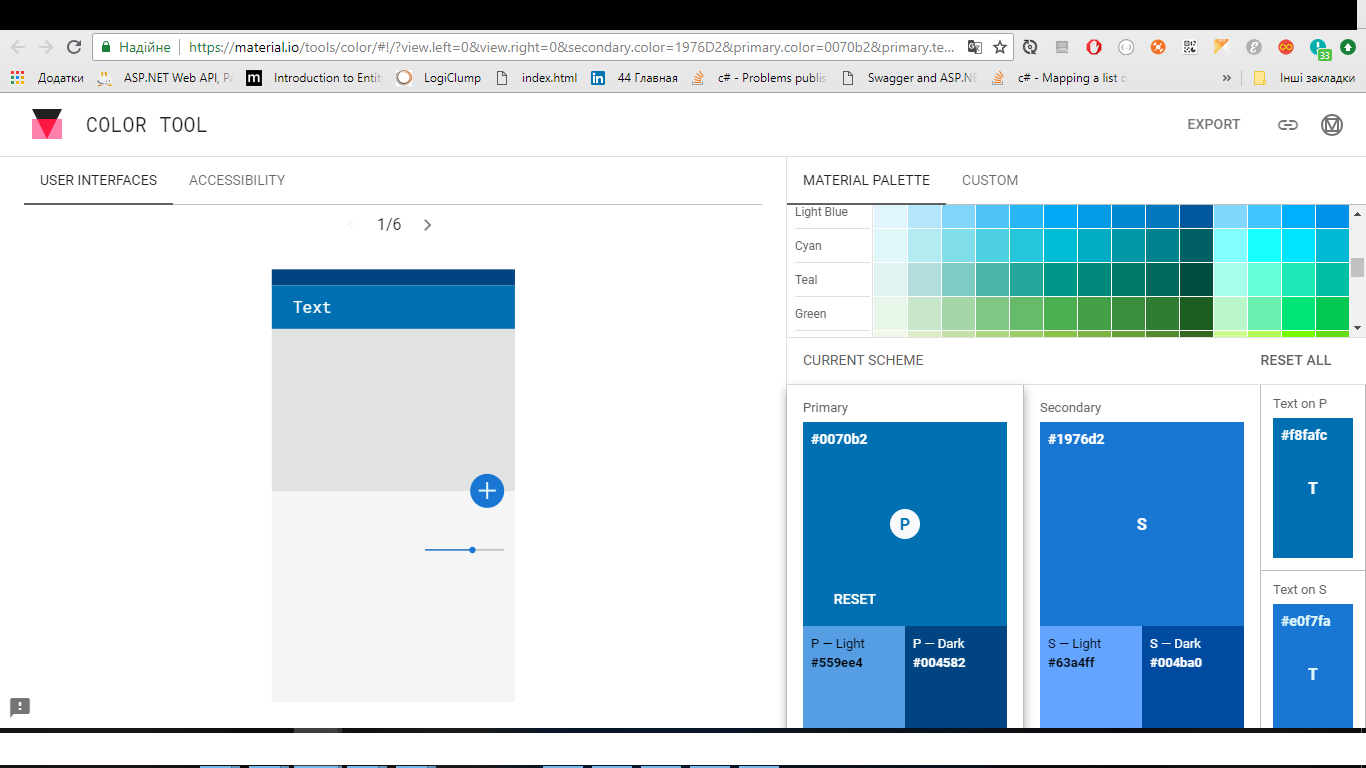 Надійне
https://material.io/tools/color/#!/?view.left=0&view.right=0&secondary.color=1976D2&primary.color=0070b2&primary.te...
33
Додатки
ASP.NET Web API, Ра
Introduction to Entit
LogiClump
index.html
44 Главная
c# - Problems publis
Swagger and ASP.NE
c# - Mapping a list c
»
Інші закладки
COLOR TOOL
EXPORT
USER INTERFACES
ACCESSIBILITY
MATERIAL PALETTE
CUSTOM
1/6
Light Blue
Cyan
Teal
Green
Text
CURRENT SCHEME
RESET ALL
Primary
#0070b2
P
RESET
P — Light
#559ee4
P — Dark
#004582
Secondary
#1976d2
S
S — Light
#63a4ff
S — Dark
#004ba0
Text on P
#f8fafc
T
Text on S
#e0f7fa
T